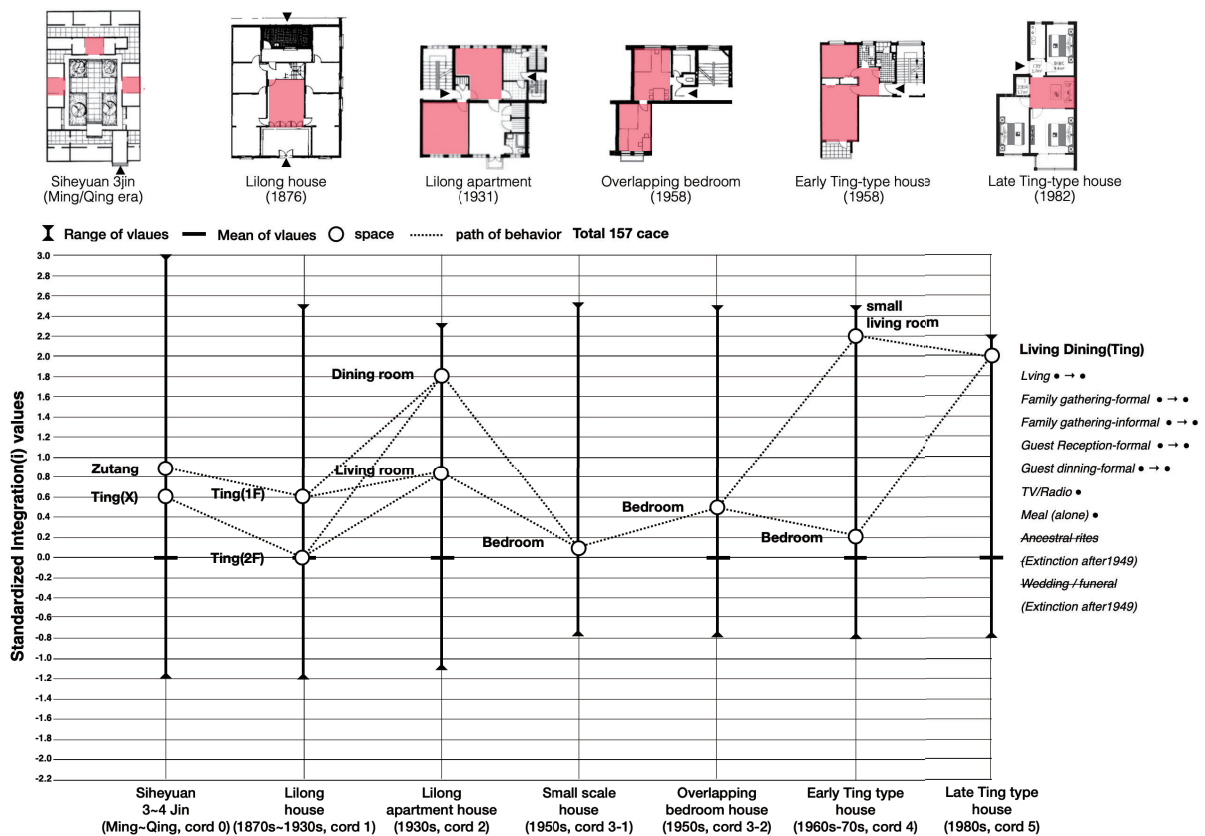 Siheyuan 3jin
(Ming/Qing era)
Lilong house
(1876)
Lilong apartment
(1931)
Overlapping bedroom
(1958)
Early Ting-type house
(1958)
Late Ting-type house
(1982)
Range of vlaues
Mean of vlaues
space
path of behavior
Total 157 cace
Standardized Integration(i) values
3.0
2.8
2.6
2.4
2.2
2.0
1.8
1.6
1.4
1.2
1.0
0.8
0.6
0.4
0.2
0.0
-0.2
-0.4
-0.6
-0.8
-1.0
-1.2
-1.4
-1.6
-1.8
-2.0
-2.2
Zutang
Ting(X)
Ting(1F)
Ting(2F)
Dining room
Living room
Bedroom
Bedroom
small
living room
Bedroom
Living Dining(Ting)
Lving ● → ●
Family gathering-formal ● → ●
Family gathering-informal ● → ●
Guest Reception-formal ● → ●
Guest dinning-formal ● → ●
TV/Radio ●
Meal (alone) ●
Ancestral rites
(Extinction after1949)
Wedding / funeral
(Extinction after1949)
Siheyuan
3~4 Jin
(Ming~Qing, cord 0)
Lilong
house
(1870s~1930s, cord 1)
Lilong
apartment house
(1930s, cord 2)
Small scale
house
(1950s, cord 3-1)
Overlapping
bedroom house
(1950s, cord 3-2)
Early Ting type
house
(1960s-70s, cord 4)
Late Ting type
house
(1980s, cord 5)